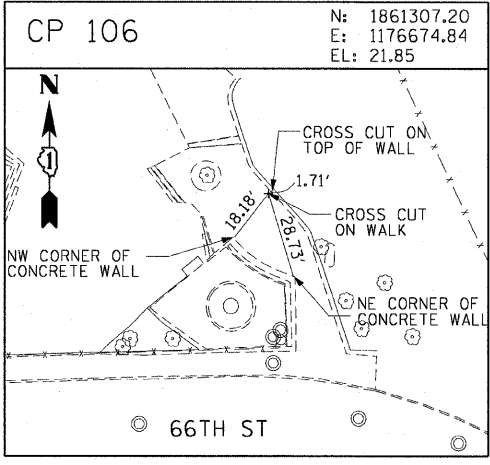 CP 106
N: 1861307.20
E: 1176674.84
EL: 21.85
N
1
CROSS CUT ON
TOP OF WALL
1.71'
18.18'
28.73'
CROSS CUT
ON WALK
NW CORNER OF
CONCRETE WALL
NE CORNER OF
CONCRETE WALL
66TH ST